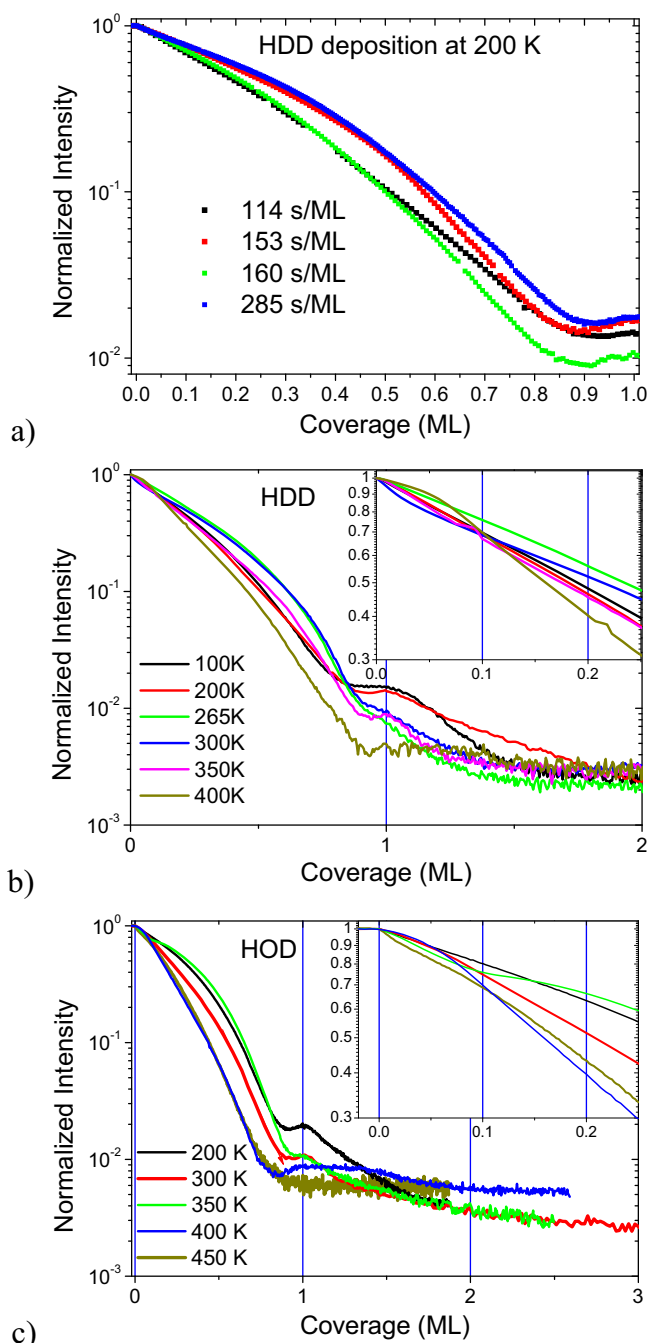 a)
Normalized Intensity
10^0
10^-1
10^-2
HDD deposition at 200 K
114 s/ML
153 s/ML
160 s/ML
285 s/ML
0.0 0.1 0.2 0.3 0.4 0.5 0.6 0.7 0.8 0.9 1.0
Coverage (ML)
b)
Normalized Intensity
10^0
10^-1
10^-2
10^-3
HDD
100K
200K
265K
300K
350K
400K
1
0.9
0.8
0.7
0.6
0.5
0.4
0.3
0.0 0.1 0.2
0 1 2
Coverage (ML)
c)
Normalized Intensity
10^0
10^-1
10^-2
10^-3
HOD
200 K
300 K
350 K
400 K
450 K
1
0.9
0.8
0.7
0.6
0.5
0.4
0.3
0.0 0.1 0.2
0 1 2 3
Coverage (ML)